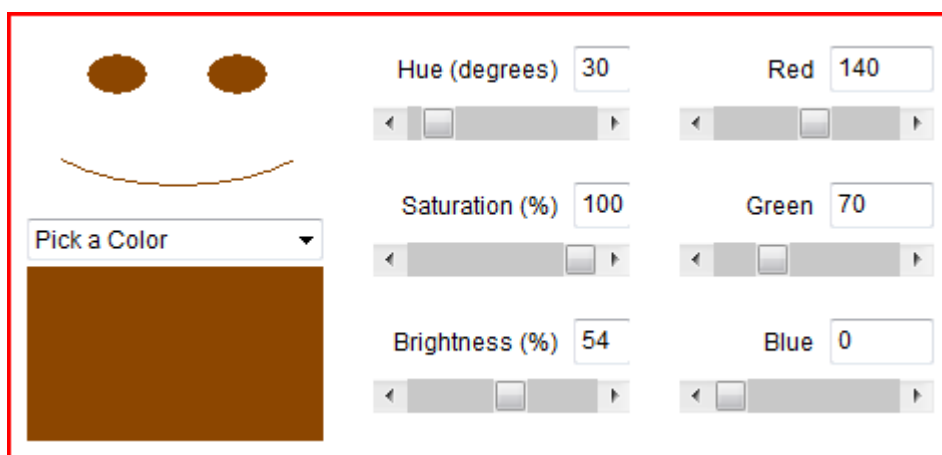 Hue (degrees) 30
Red 140
Saturation (%) 100
Green 70
Pick a Color
Brightness (%) 54
Blue 0